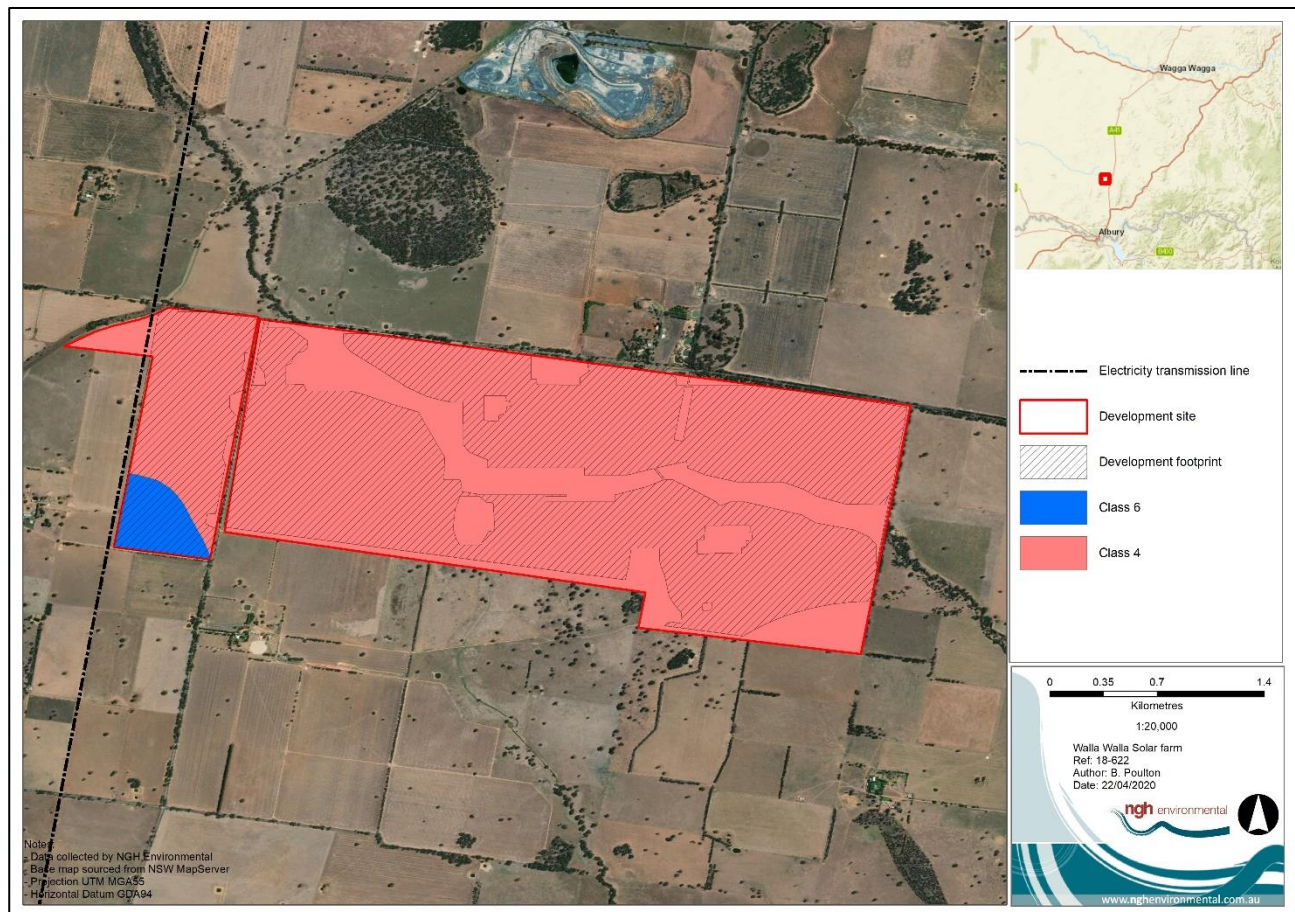 Wagga Wagga
A41
Albury
B400
Electricity transmission line
Development site
Development footprint
Class 6
Class 4
0 0.35 0.7 1.4
Kilometres
1:20,000
Walla Walla Solar farm
Ref: 18-622
Author: B. Poulton
Date: 22/04/2020
ngh environmental
www.nghenvironmental.com.au
Notes:
- Data collected by NGH Environmental
- Base map sourced from NSW MapServer
- Projection UTM MGA55
- Horizontal Datum GDA94